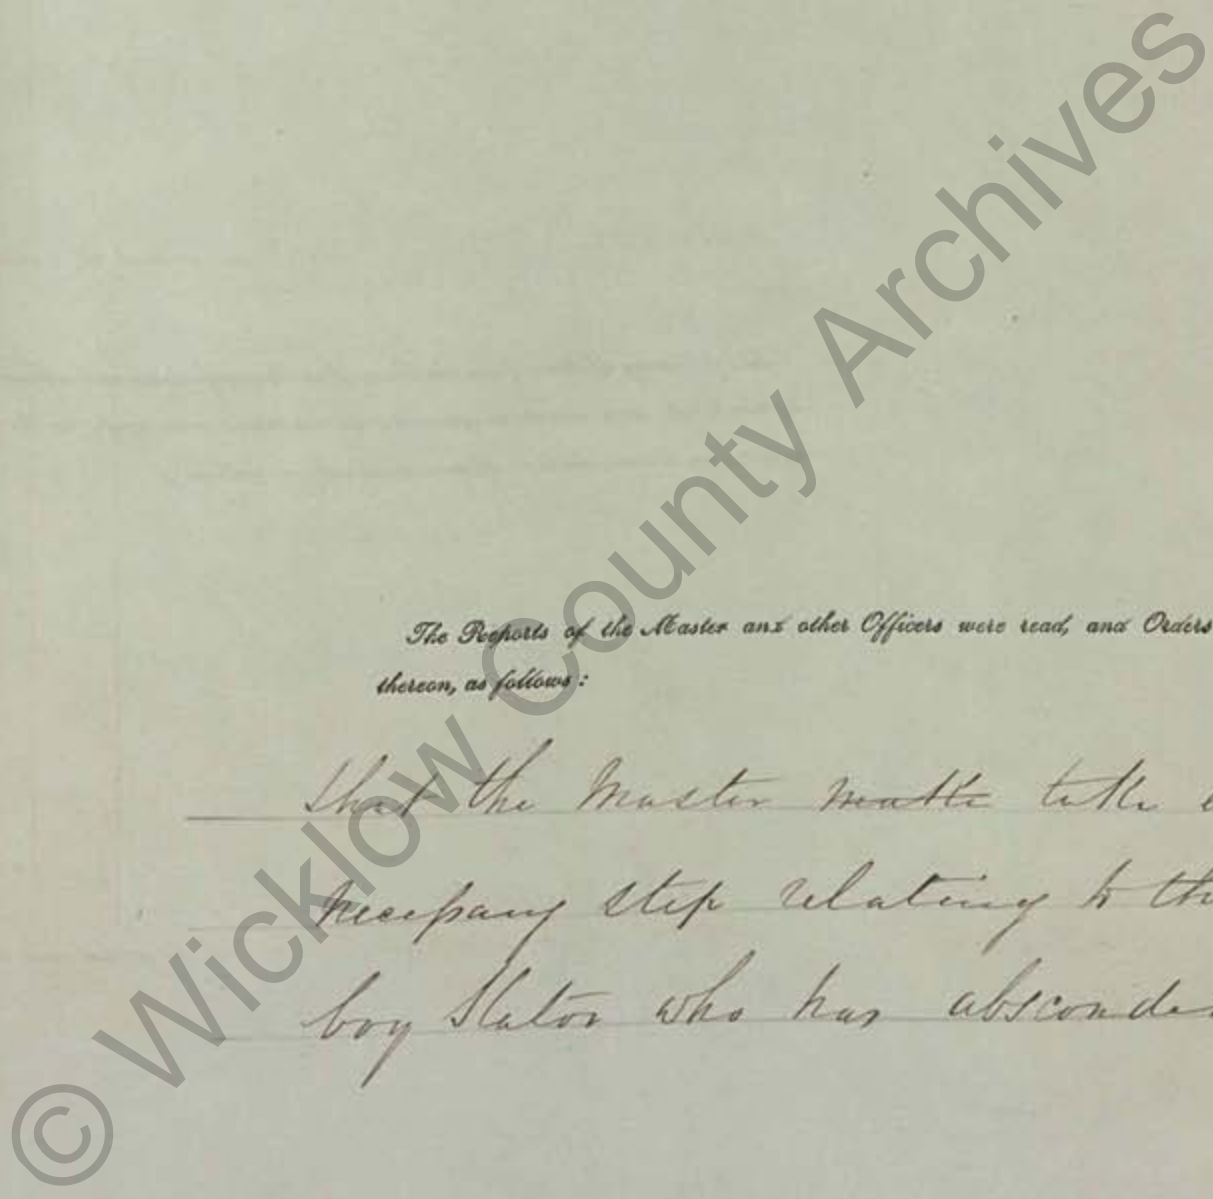 The Reports of the Master and other Officers were read, and Orders
thereon, as follows:
that the Master make take
necessary step relating to the
boy Slator who has absconde
© Wicklow County Archives